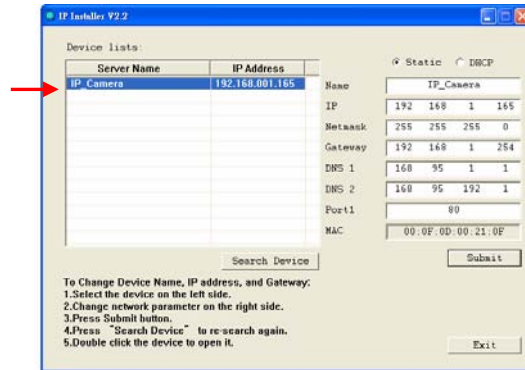 IP Installer V2.2
Device lists:
Server Name IP Address
IP_Camera 192.168.001.165
Static DHCP
Name IP_Camera
IP 192 168 1 165
Netmask 255 255 255 0
Gateway 192 168 1 254
DNS 1 168 95 1 1
DNS 2 168 95 192 1
Port1 80
MAC 00:0F:0D:00:21:0F
Search Device Submit
To Change Device Name, IP address, and Gateway:
1.Select the device on the left side.
2.Change network parameter on the right side.
3.Press Submit button.
4.Press "Search Device" to re-search again.
5.Double click the device to open it.
Exit